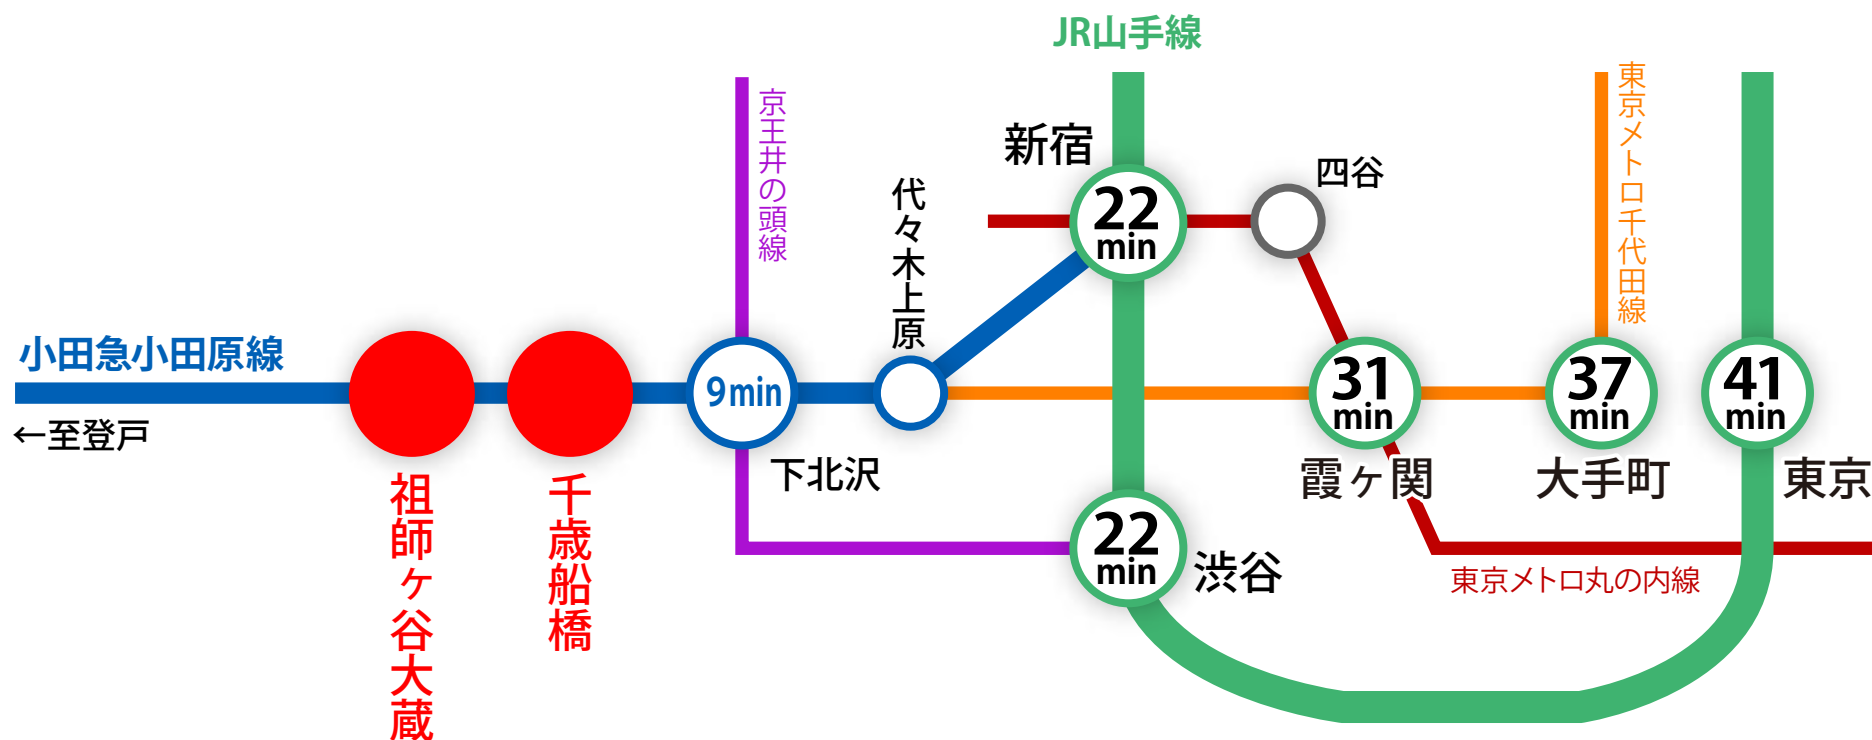 JR山手線
京王井の頭線
東京メトロ千代田線
新宿
22
min
四谷
代々木上原
小田急小田原線
←至登戸
9min
31
min
37
min
41
min
下北沢
霞ヶ関
大手町
東京
祖師ヶ谷大蔵
千歳船橋
22
min
渋谷
東京メトロ丸の内線